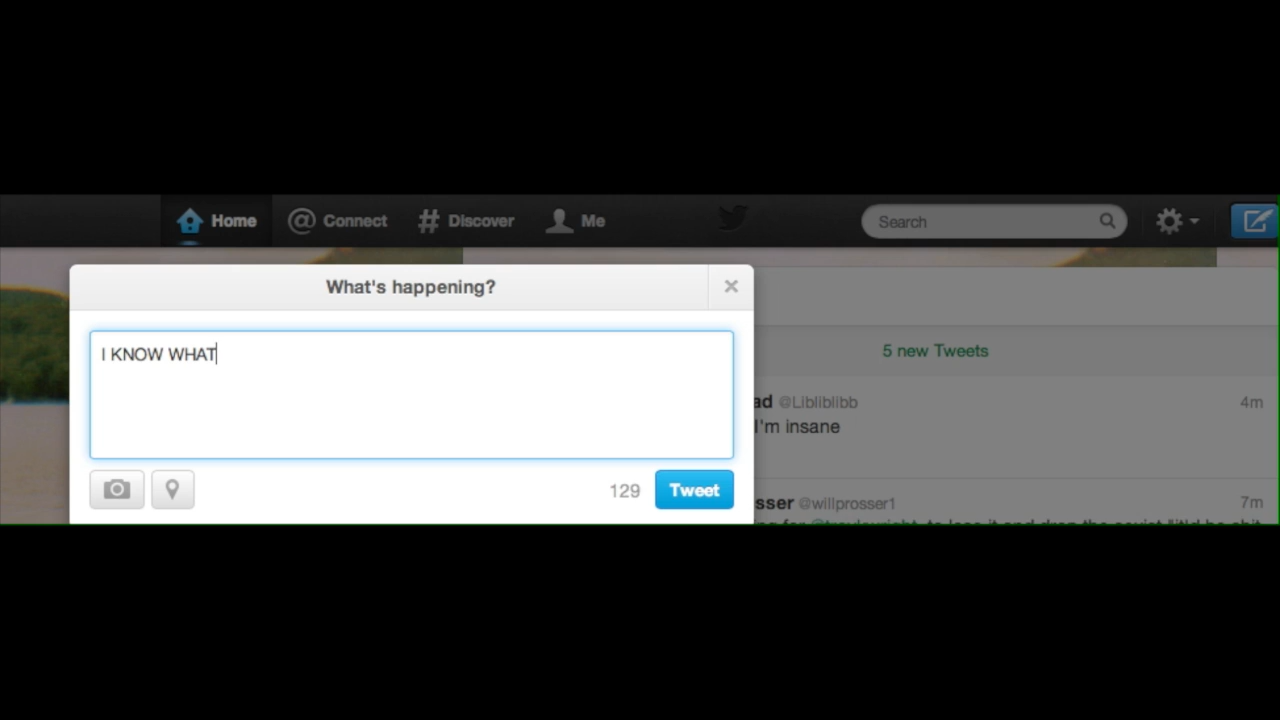 Home @ Connect # Discover Me Search
What's happening? ×
I KNOW WHAT
129 Tweet
5 new Tweets
ad @Libliblibb 4m
I'm insane
sser @willprosser1 7m